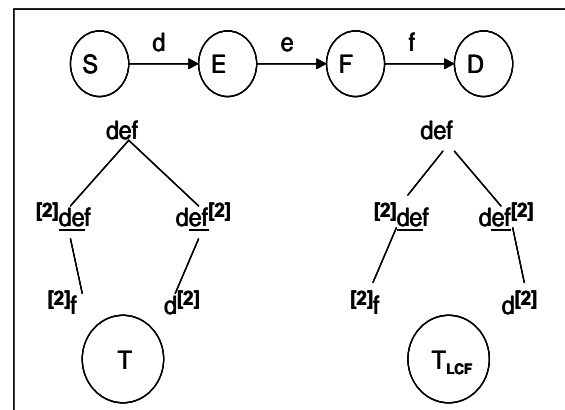 d e f
S E F D
def def
[2]def def[2] [2]def def[2]
[2]f d[2] [2]f d[2]
T TLCF